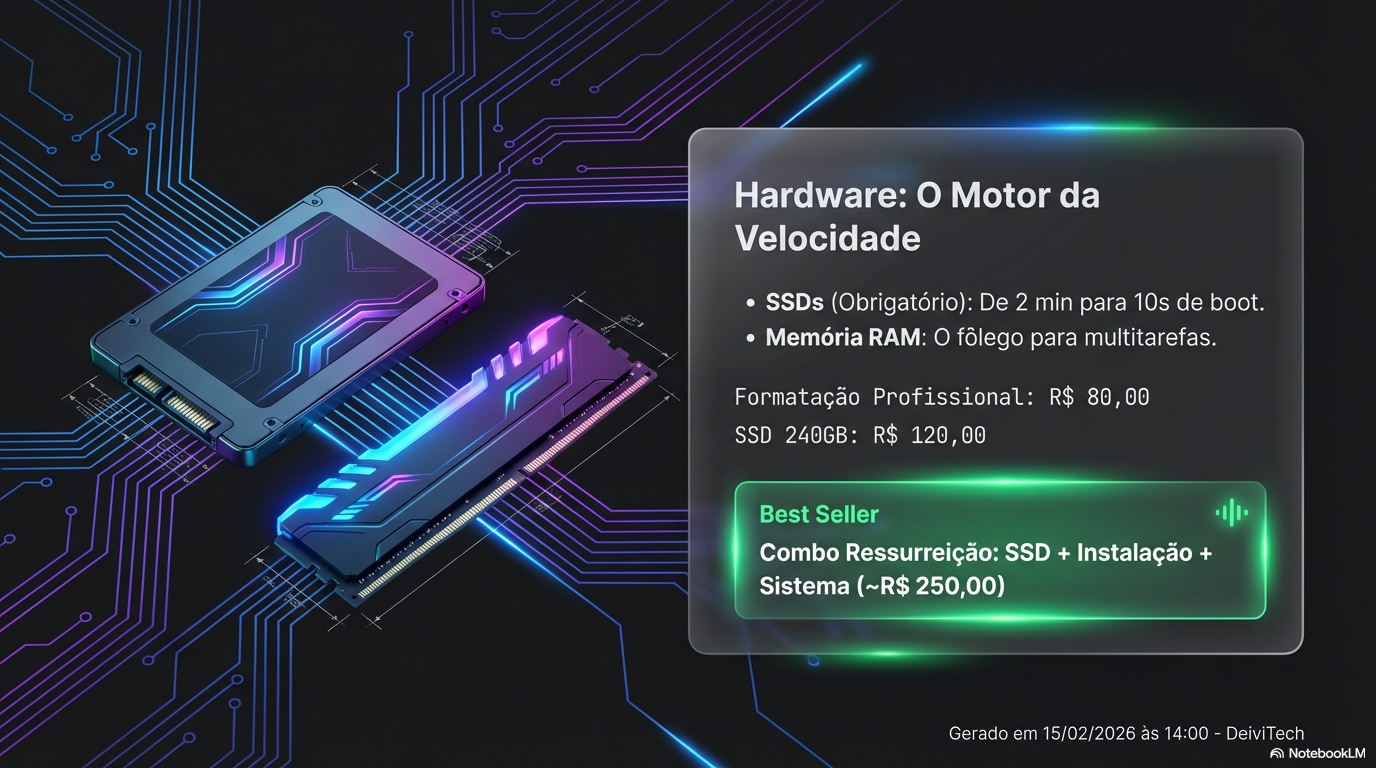 Hardware: O Motor da
Velocidade
• SSDs (Obrigatório): De 2 min para 10s de boot.
• Memória RAM: O fôlego para multitarefas.
Formatação Profissional: R$ 80,00
SSD 240GB: R$ 120,00
Best Seller
Combo Ressurreição: SSD + Instalação +
Sistema (~R$ 250,00)
Gerado em 15/02/2026 às 14:00 - DeiviTech
NotebookLM